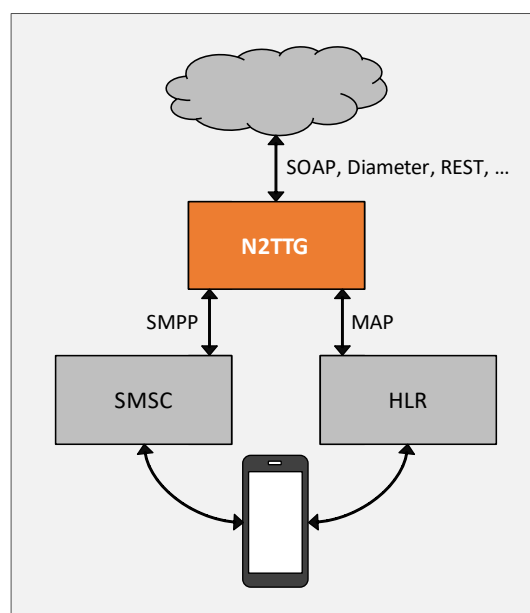 SOAP, Diameter, REST, ...
N2TTG
SMPP
MAP
SMSC
HLR